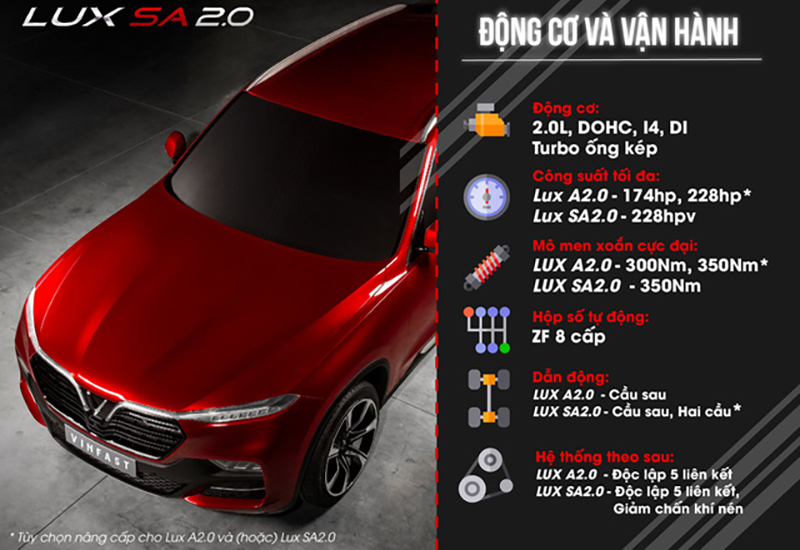 LUX SA 2.0
VINFAST
* Tùy chọn nâng cấp cho Lux A2.0 và (hoặc) Lux SA2.0
ĐỘNG CƠ VÀ VẬN HÀNH
Động cơ:
2.0L, DOHC, I4, DI
Turbo ống kép
Công suất tối đa:
Lux A2.0 - 174hp, 228hp*
Lux SA2.0 - 228hpv
Mô men xoắn cực đại:
LUX A2.0 - 300Nm, 350Nm*
LUX SA2.0 - 350Nm
Hộp số tự động:
ZF 8 cấp
Dẫn động:
LUX A2.0 - Cầu sau
LUX SA2.0 - Cầu sau, Hai cầu*
Hệ thống theo sau:
LUX A2.0 - Độc lập 5 liên kết
LUX SA2.0 - Độc lập 5 liên kết,
Giảm chấn khí nén